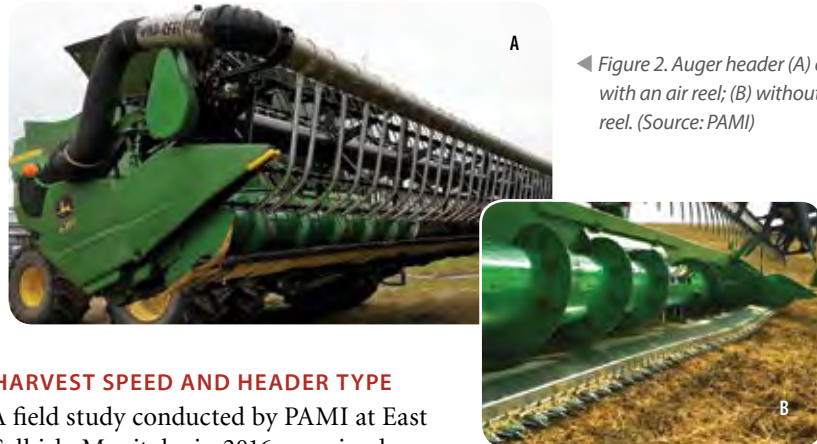 A
◀ Figure 2. Auger header (A)
with an air reel; (B) without
reel. (Source: PAMI)
B
HARVEST SPEED AND HEADER TYPE
A field study conducted by PAMI at East